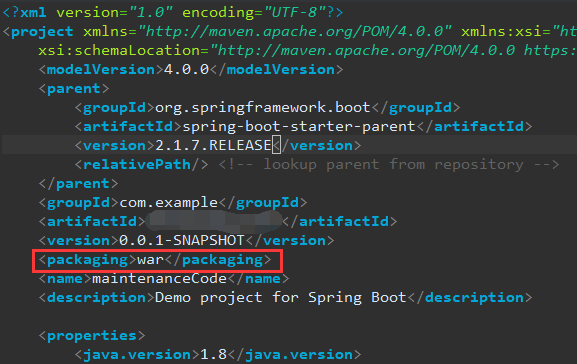 <?xml version="1.0" encoding="UTF-8"?>
<project xmlns="http://maven.apache.org/POM/4.0.0" xmlns:xsi="ht
xsi:schemaLocation="http://maven.apache.org/POM/4.0.0 https:
<modelVersion>4.0.0</modelVersion>
<parent>
<groupId>org.springframework.boot</groupId>
<artifactId>spring-boot-starter-parent</artifactId>
<version>2.1.7.RELEASE</version>
<relativePath/> <!-- lookup parent from repository -->
</parent>
<groupId>com.example</groupId>
<artifactId></artifactId>
<version>0.0.1-SNAPSHOT</version>
<packaging>war</packaging>
<name>maintenanceCode</name>
<description>Demo project for Spring Boot</description>
<properties>
<java.version>1.8</java.version>